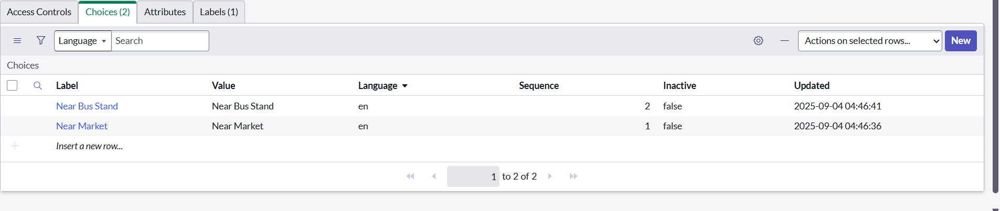 Access Controls Choices (2) Attributes Labels (1)
Language Search Actions on selected rows... New
Choices
Label Value Language Sequence Inactive Updated
Near Bus Stand Near Bus Stand en 2 false 2025-09-04 04:46:41
Near Market Near Market en 1 false 2025-09-04 04:46:36
Insert a new row...
1 to 2 of 2